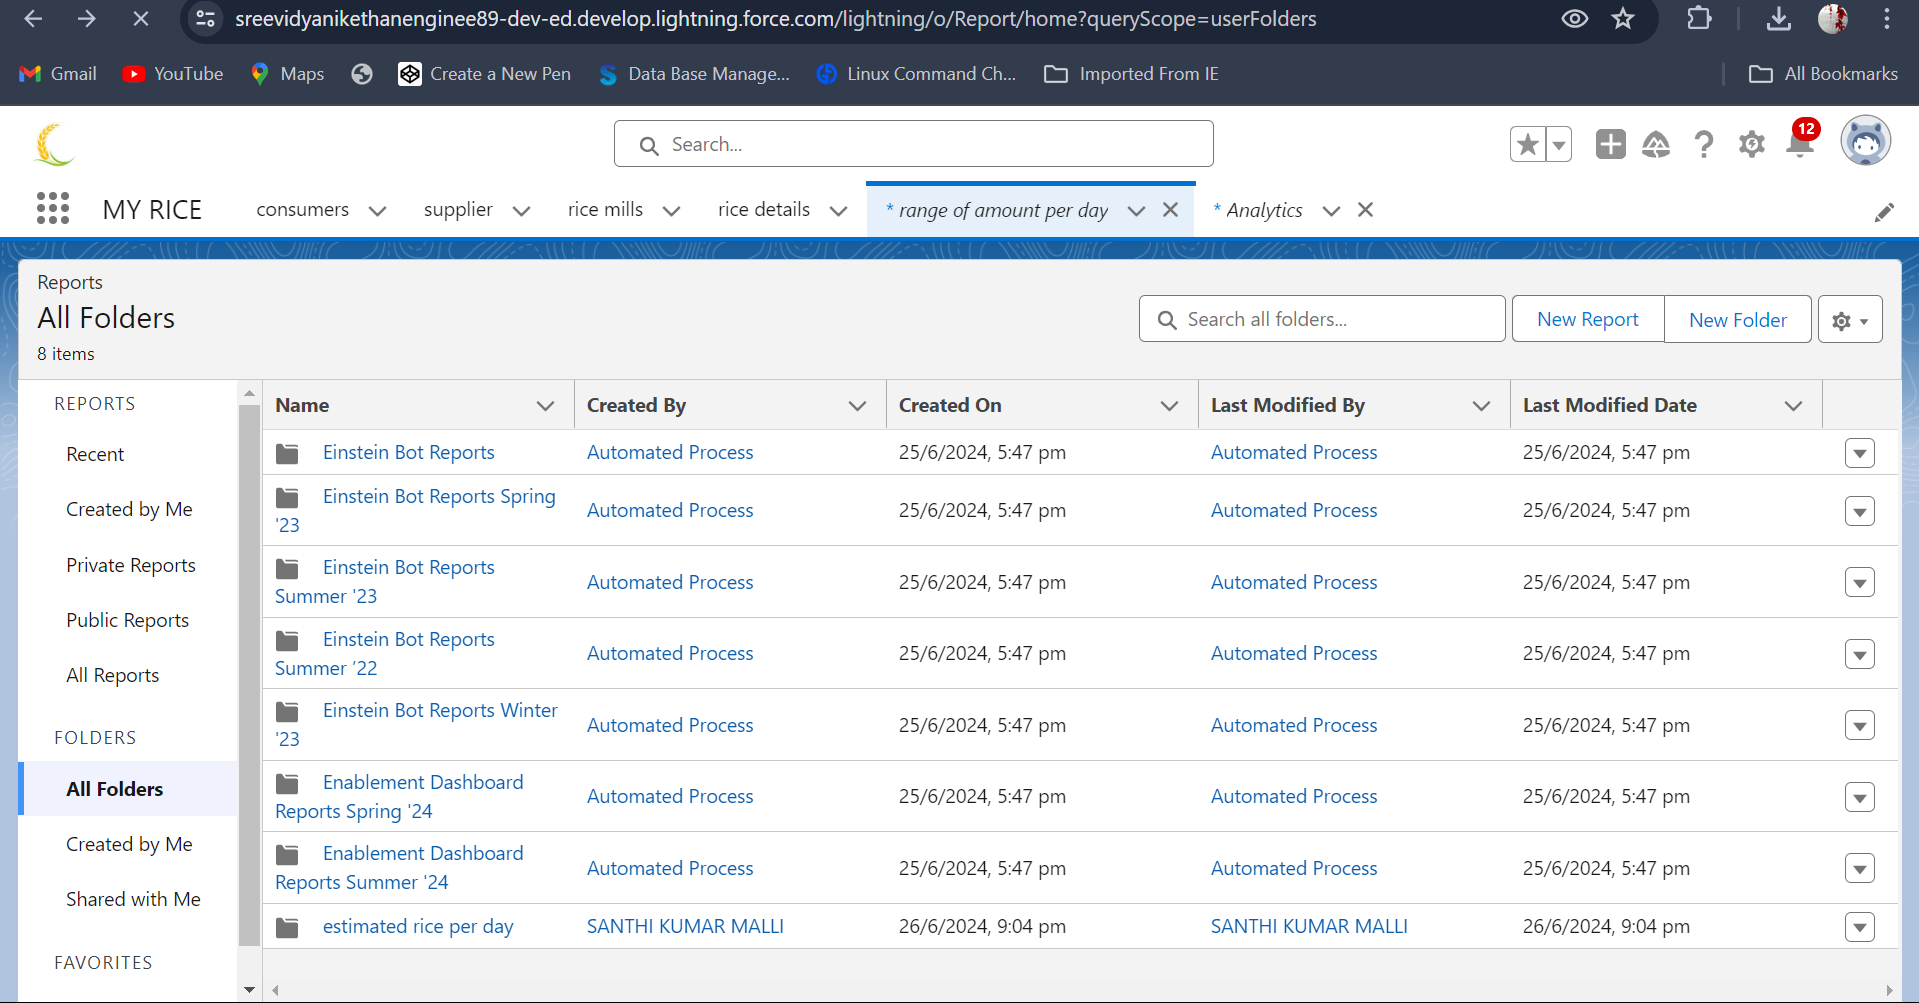 sreevidyanikethanenginee89-dev-ed.develop.lightning.force.com/lightning/o/Report/home?queryScope=userFolders
Gmail YouTube Maps Create a New Pen Data Base Manage... Linux Command Ch... Imported From IE All Bookmarks
Search... 12
MY RICE consumers supplier rice mills rice details * range of amount per day * Analytics
Reports
All Folders
8 items
Search all folders... New Report New Folder
REPORTS
Recent
Created by Me
Private Reports
Public Reports
All Reports
FOLDERS
All Folders
Created by Me
Shared with Me
FAVORITES
Name Created By Created On Last Modified By Last Modified Date
Einstein Bot Reports Automated Process 25/6/2024, 5:47 pm Automated Process 25/6/2024, 5:47 pm
Einstein Bot Reports Spring
'23 Automated Process 25/6/2024, 5:47 pm Automated Process 25/6/2024, 5:47 pm
Einstein Bot Reports
Summer '23 Automated Process 25/6/2024, 5:47 pm Automated Process 25/6/2024, 5:47 pm
Einstein Bot Reports
Summer ’22 Automated Process 25/6/2024, 5:47 pm Automated Process 25/6/2024, 5:47 pm
Einstein Bot Reports Winter
'23 Automated Process 25/6/2024, 5:47 pm Automated Process 25/6/2024, 5:47 pm
Enablement Dashboard
Reports Spring '24 Automated Process 25/6/2024, 5:47 pm Automated Process 25/6/2024, 5:47 pm
Enablement Dashboard
Reports Summer '24 Automated Process 25/6/2024, 5:47 pm Automated Process 25/6/2024, 5:47 pm
estimated rice per day SANTHI KUMAR MALLI 26/6/2024, 9:04 pm SANTHI KUMAR MALLI 26/6/2024, 9:04 pm